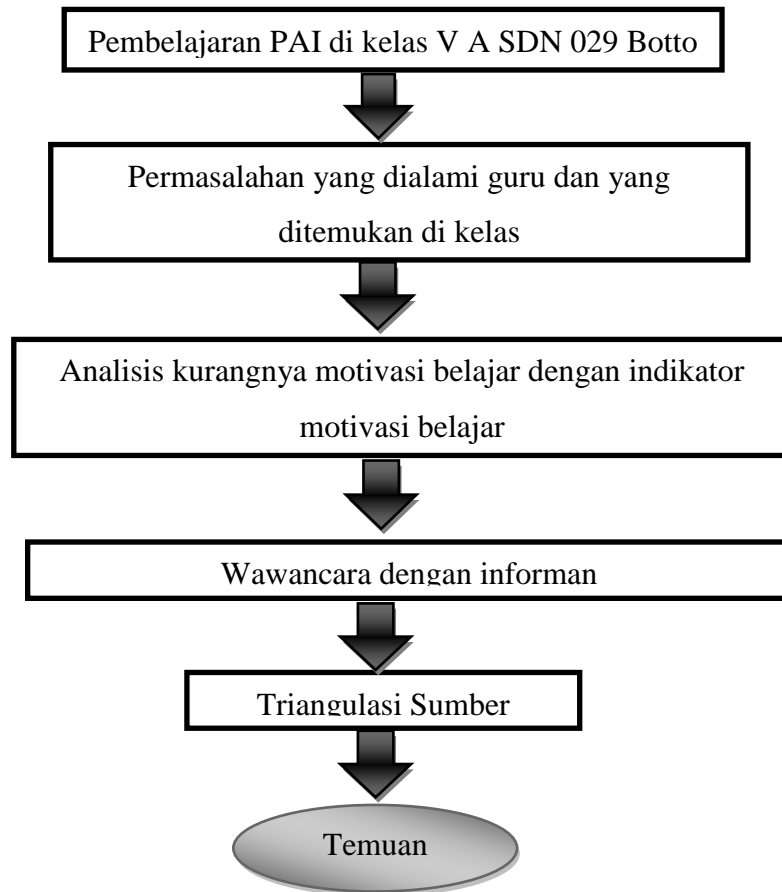 Pembelajaran PAI di kelas V A SDN 029 Botto
Permasalahan yang dialami guru dan yang
ditemukan di kelas
Analisis kurangnya motivasi belajar dengan indikator
motivasi belajar
Wawancara dengan informan
Triangulasi Sumber
Temuan